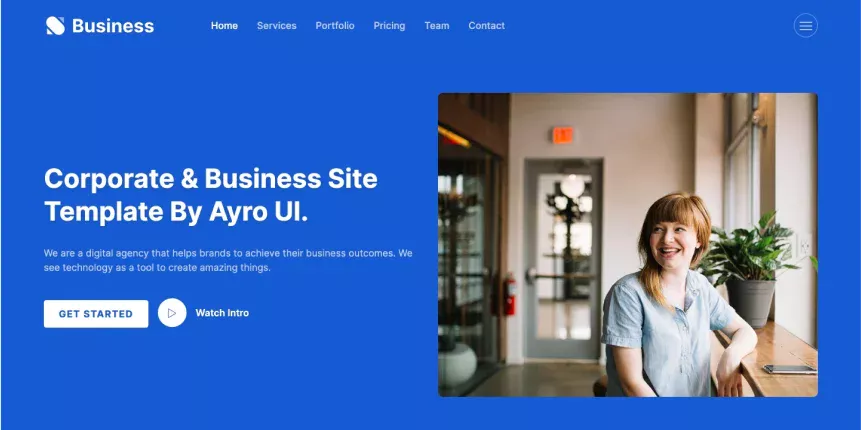 Business
Home Services Portfolio Pricing Team Contact
Corporate & Business Site
Template By Ayro UI.
We are a digital agency that helps brands to achieve their business outcomes. We
see technology as a tool to create amazing things.
GET STARTED
Watch Intro